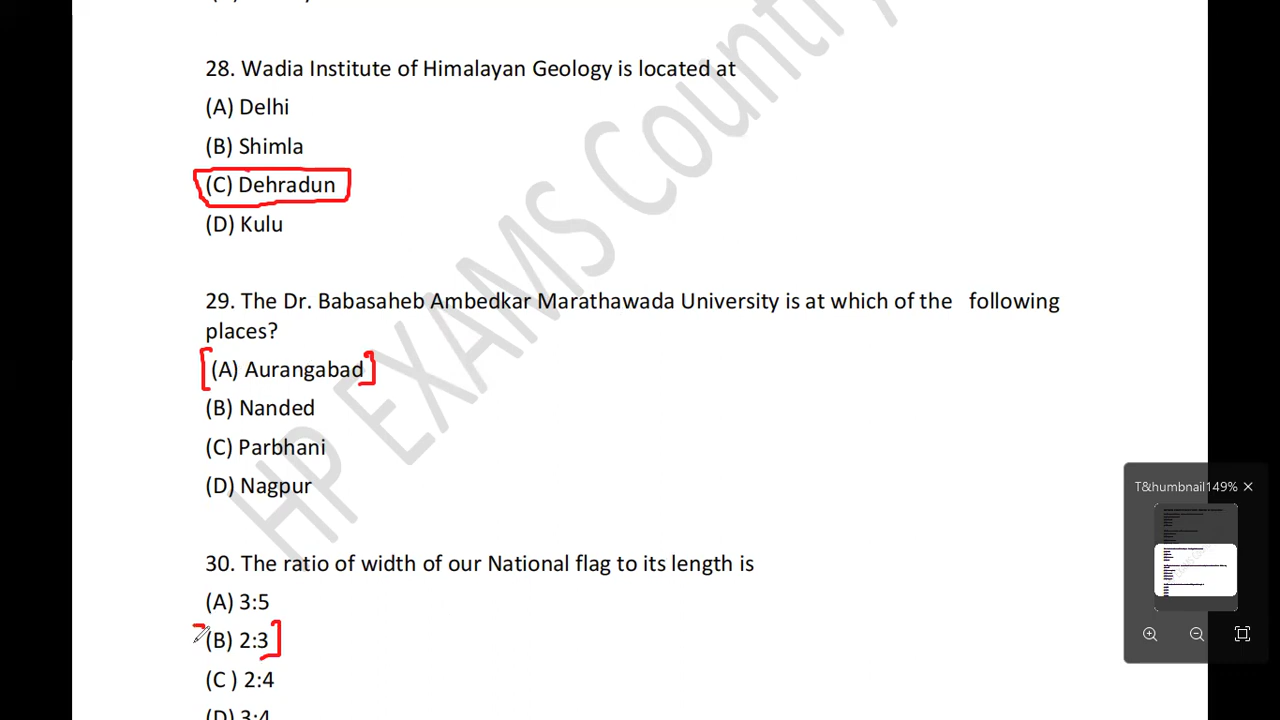 28. Wadia Institute of Himalayan Geology is located at
(A) Delhi
(B) Shimla
(C) Dehradun
(D) Kulu
29. The Dr. Babasaheb Ambedkar Marathawada University is at which of the following
places?
(A) Aurangabad
(B) Nanded
(C) Parbhani
(D) Nagpur
30. The ratio of width of our National flag to its length is
(A) 3:5
(B) 2:3
(C ) 2:4
(D) 3:4
HP EXAMS Country
T&humbnail149%